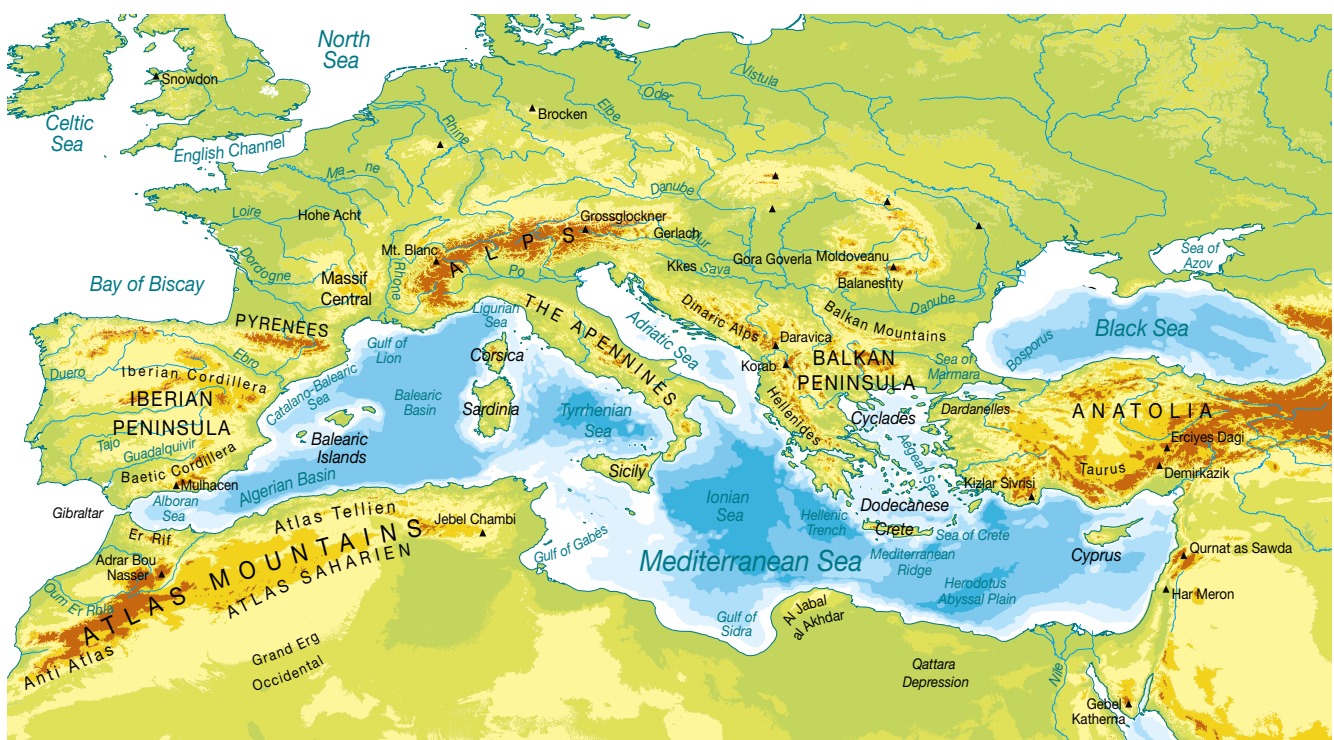 North
Sea
Snowdon
Celtic
Sea
English Channel
Brocken
Rhine
Elbe
Oder
Vistula
Ma ne
Loire
Hohe Acht
Danube
Grossglockner
Gerlach
Mur
Mt. Blanc
ALPS
Dordogne
Massif
Central
Rhone
Po
Kkes
Sava
Gora Goverla
Moldoveanu
Balaneshty
Danube
Sea of
Azov
Bay of Biscay
PYRENEES
Gulf of
Lion
Ligurian
Sea
THE APENNINES
Adriatic Sea
Dinaric Alps
Daravica
Korab
Balkan Mountains
BALKAN
PENINSULA
Black Sea
Bosporus
Sea of
Marmara
Duero
Ebro
Iberian Cordillera
IBERIAN
PENINSULA
Catalano-Balearic
Sea
Balearic
Basin
Corsica
Sardinia
Tyrrhenian
Sea
Hellenides
Cyclades
Dardanelles
ANATOLIA
Erciyes Dagi
Tajo
Guadalquivir
Baetic Cordillera
Mulhacen
Balearic
Islands
Algerian Basin
Sicily
Aegean Sea
Taurus
Demirkazik
Kizlar Sivrisi
Gibraltar
Alboran
Sea
Ionian
Sea
Dodecanese
Hellenic
Trench
Crete
Sea of Crete
Cyprus
Er Rif
Atlas Tellien
Jebel Chambi
Adrar Bou
Nasser
ATLAS MOUNTAINS
ATLAS SAHARIEN
Gulf of Gabès
Mediterranean Sea
Mediterranean
Ridge
Herodotus
Abyssal Plain
Qurnat as Sawda
Har Meron
Oum Er Rbia
Anti Atlas
Grand Erg
Occidental
Gulf of
Sidra
Al Jabal
al Akhdar
Qattara
Depression
Nile
Gebel
Katherna